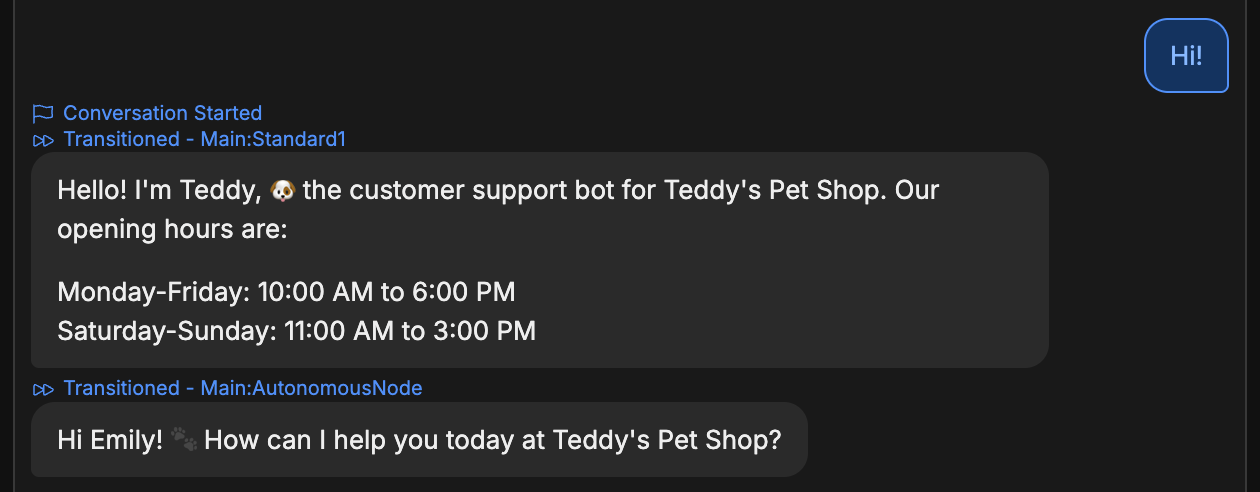 Hi!
Conversation Started
Transitioned - Main:Standard1
Hello! I'm Teddy, 🐶 the customer support bot for Teddy's Pet Shop. Our
opening hours are:
Monday-Friday: 10:00 AM to 6:00 PM
Saturday-Sunday: 11:00 AM to 3:00 PM
Transitioned - Main:AutonomousNode
Hi Emily! 🐾 How can I help you today at Teddy's Pet Shop?